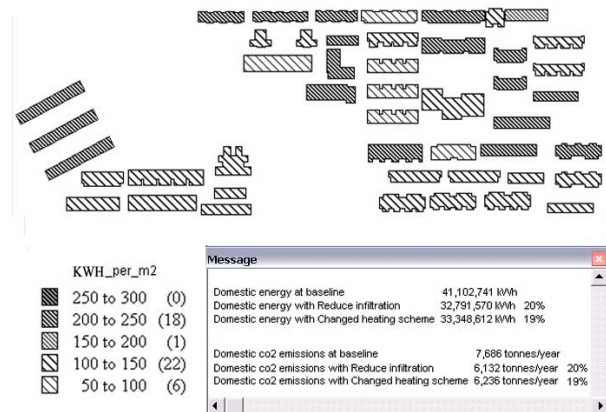 KWH_per_m2
250 to 300 (0)
200 to 250 (18)
150 to 200 (1)
100 to 150 (22)
50 to 100 (6)
Message
Domestic energy at baseline 41,102,741 kWh
Domestic energy with Reduce infiltration 32,791,570 kWh 20%
Domestic energy with Changed heating scheme 33,348,612 kWh 19%
Domestic co2 emissions at baseline 7,686 tonnes/year
Domestic co2 emissions with Reduce infiltration 6,132 tonnes/year 20%
Domestic co2 emissions with Changed heating scheme 6,236 tonnes/year 19%